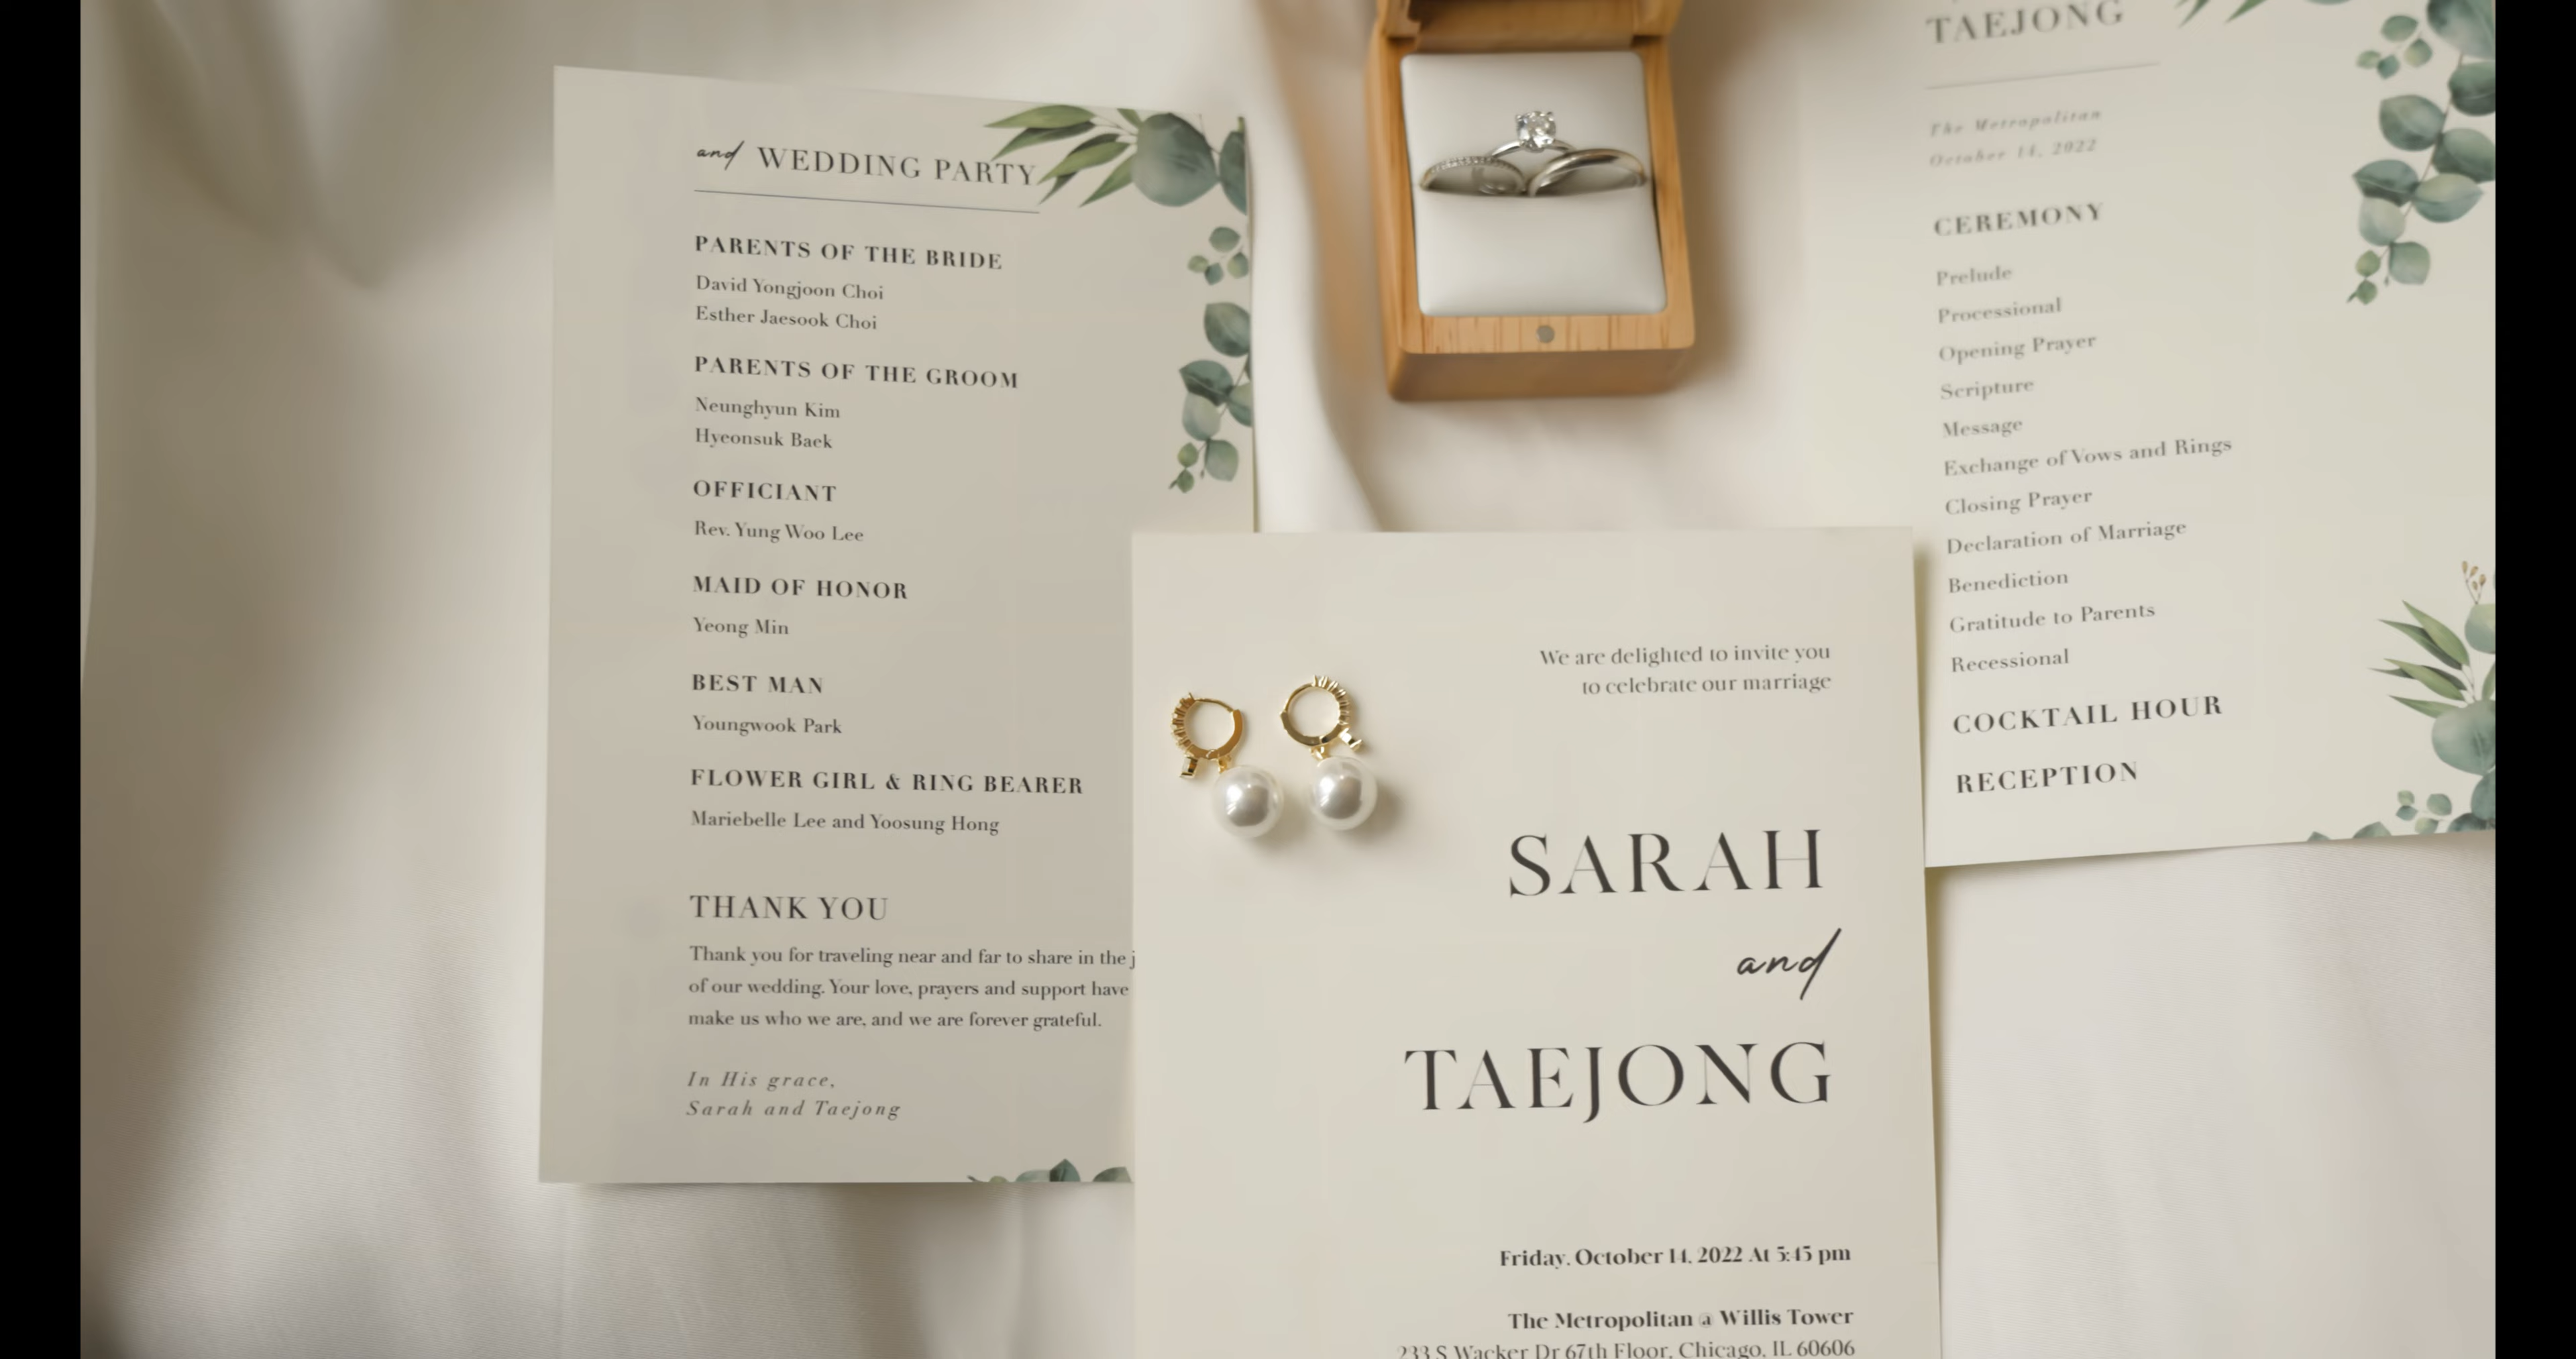 and WEDDING PARTY
PARENTS OF THE BRIDE
David Yongjoon Choi
Esther Jaesook Choi
PARENTS OF THE GROOM
Neunghyun Kim
Hyeonsuk Baek
OFFICIANT
Rev. Yung Woo Lee
MAID OF HONOR
Yeong Min
BEST MAN
Youngwook Park
FLOWER GIRL & RING BEARER
Mariebelle Lee and Yoosung Hong
THANK YOU
Thank you for traveling near and far to share in the j
of our wedding. Your love, prayers and support have
make us who we are, and we are forever grateful.
In His grace,
Sarah and Taejong
We are delighted to invite you
to celebrate our marriage
SARAH
and
TAEJONG
Friday, October 14, 2022 At 5:45 pm
The Metropolitan @ Willis Tower
233 S Wacker Dr 67th Floor, Chicago, IL 60606
TAEJONG
The Metropolitan
October 14, 2022
CEREMONY
Prelude
Processional
Opening Prayer
Scripture
Message
Exchange of Vows and Rings
Closing Prayer
Declaration of Marriage
Benediction
Gratitude to Parents
Recessional
COCKTAIL HOUR
RECEPTION